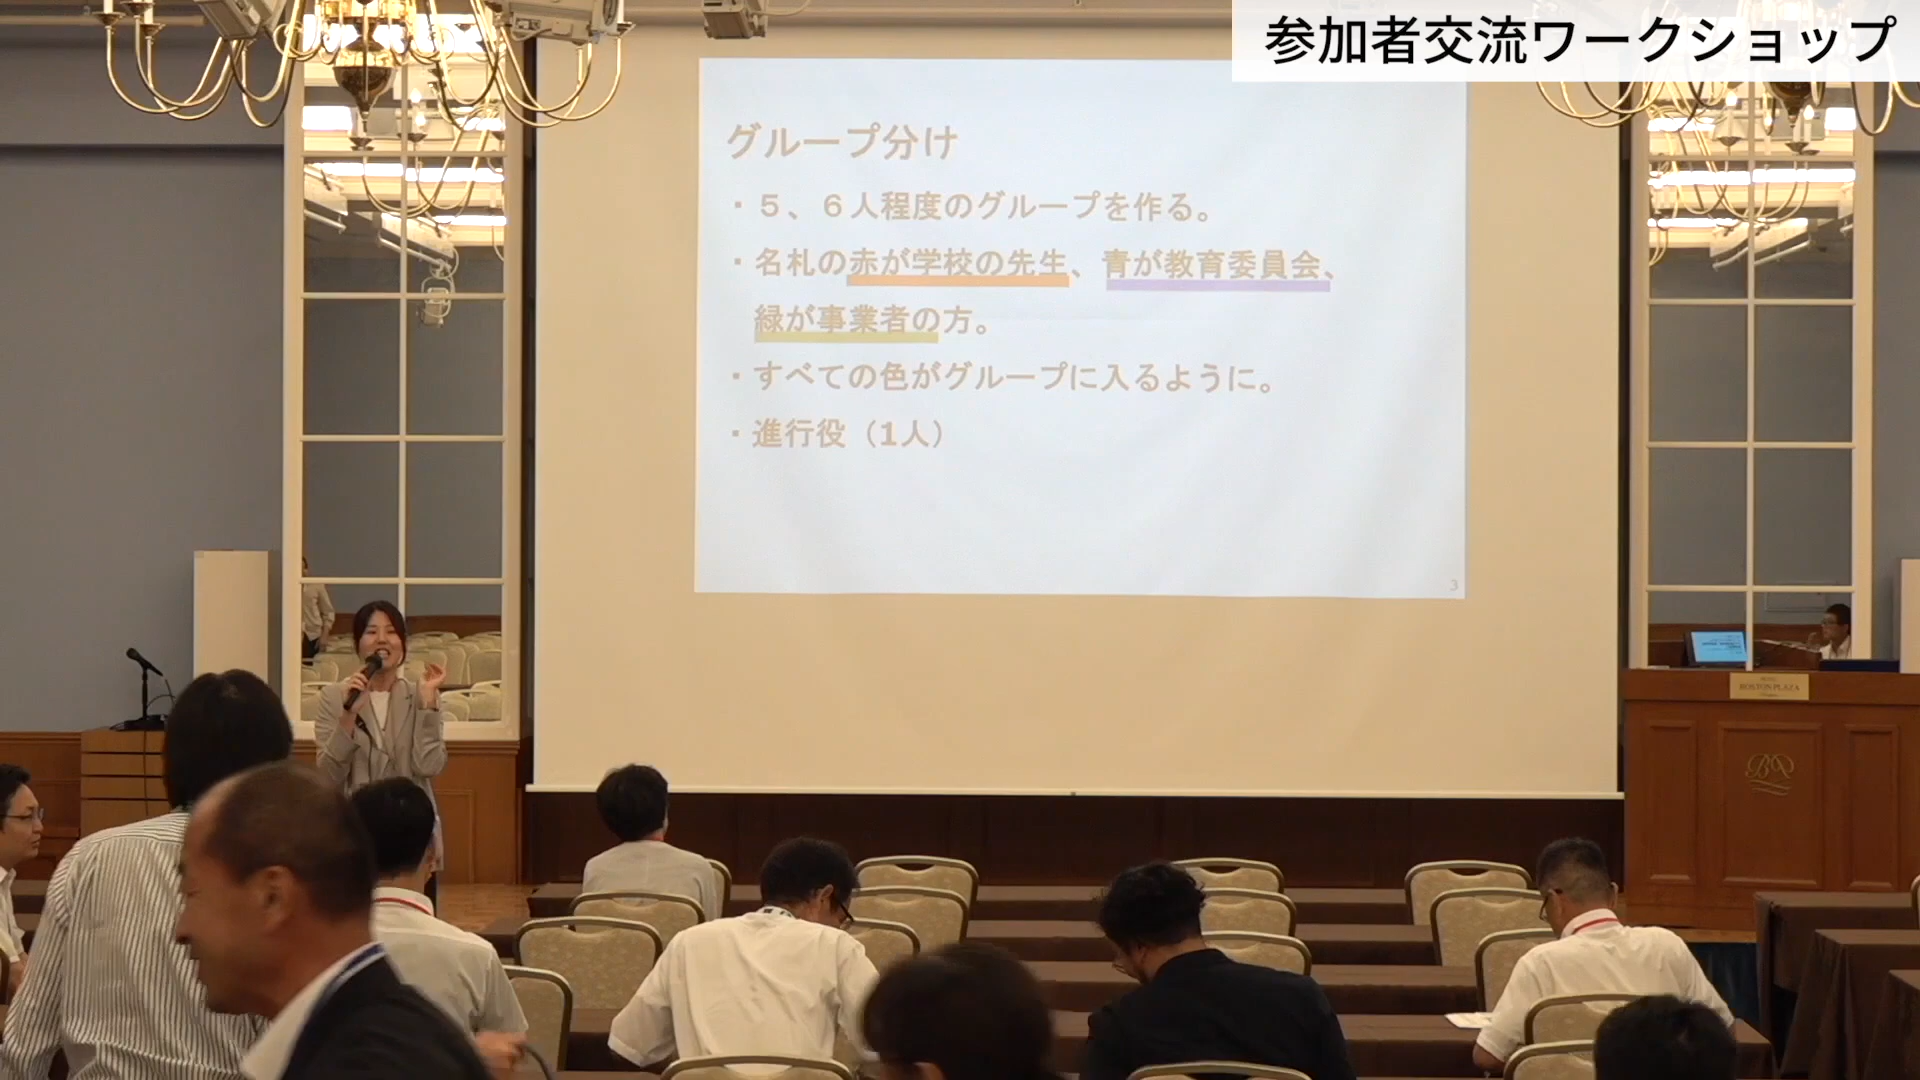 参加者交流ワークショップ
グループ分け
・５、６人程度のグループを作る。
・名札の赤が学校の先生、青が教育委員会、
緑が事業者の方。
・すべての色がグループに入るように。
・進行役（1人）
3
BOSTON PLAZA
BP